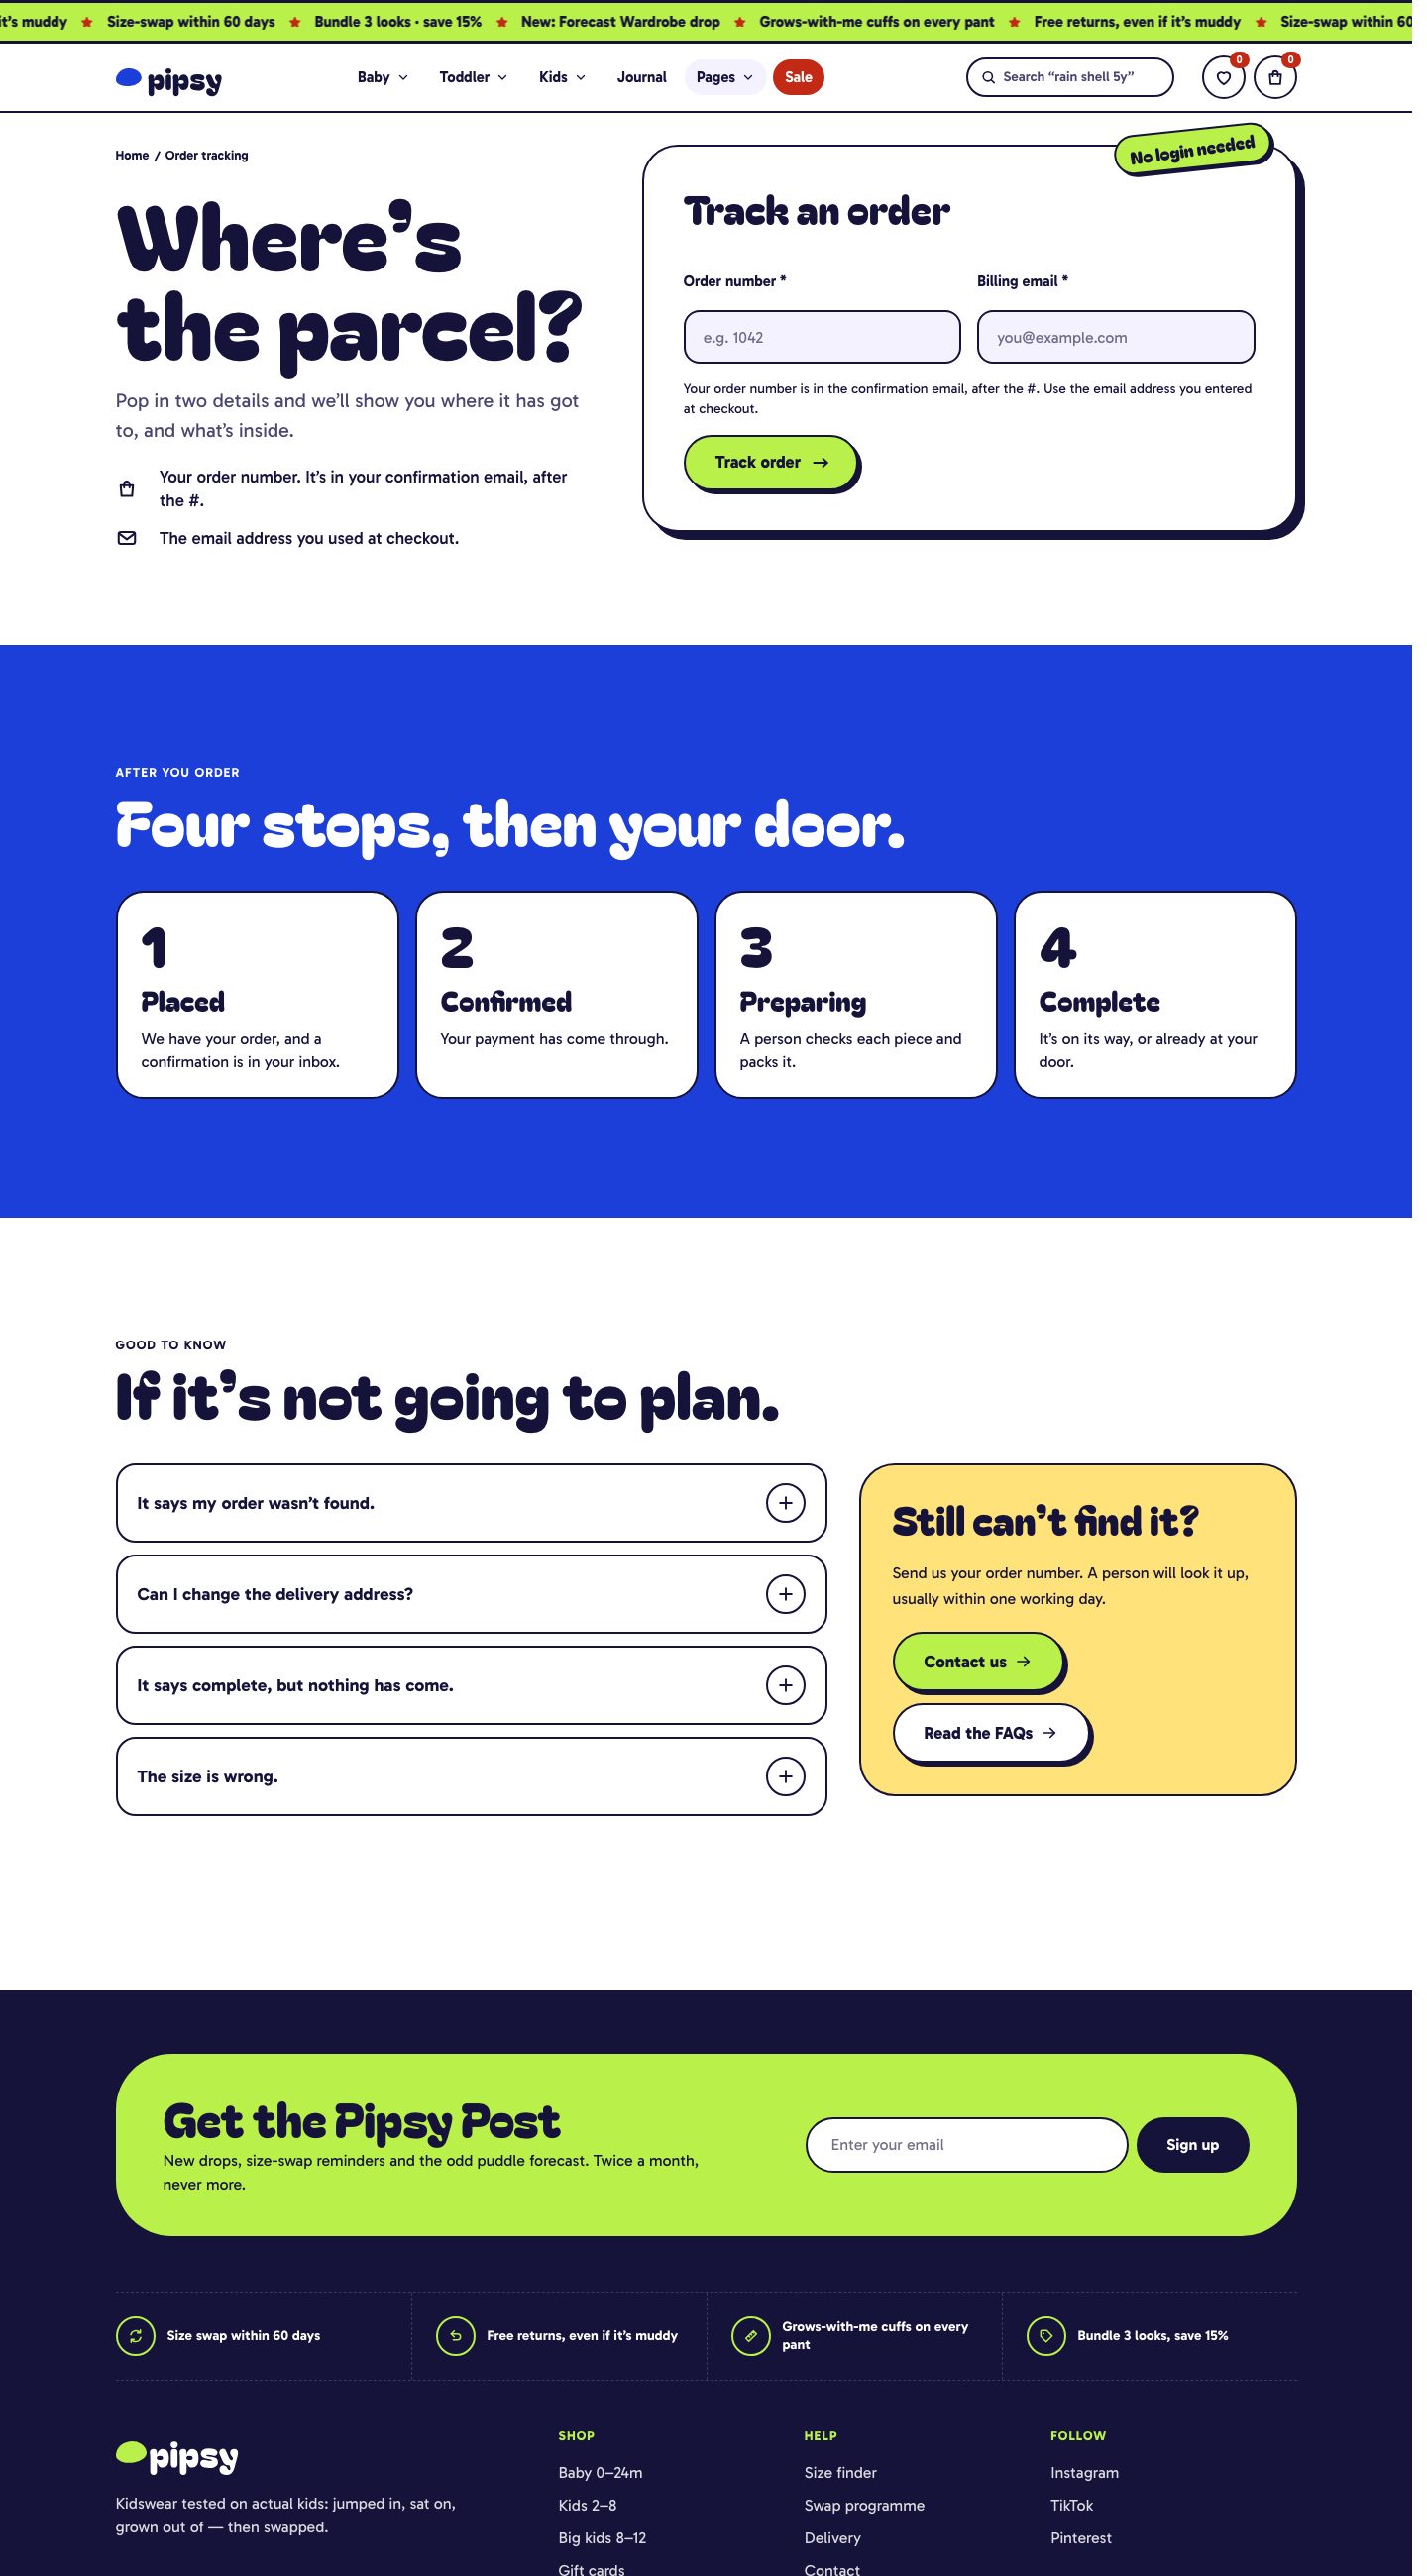 it’s muddy ★ Size-swap within 60 days ★ Bundle 3 looks · save 15% ★ New: Forecast Wardrobe drop ★ Grows-with-me cuffs on every pant ★ Free returns, even if it’s muddy ★ Size-swap within 60
pipsy
Baby
Toddler
Kids
Journal
Pages
Sale
Search “rain shell 5y”
0
0
Home / Order tracking
Where’s
the parcel?
Pop in two details and we’ll show you where it has got
to, and what’s inside.
Your order number. It’s in your confirmation email, after
the #.
The email address you used at checkout.
No login needed
Track an order
Order number *
Billing email *
e.g. 1042
you@example.com
Your order number is in the confirmation email, after the #. Use the email address you entered
at checkout.
Track order →
AFTER YOU ORDER
Four stops, then your door.
1
Placed
We have your order, and a
confirmation is in your inbox.
2
Confirmed
Your payment has come through.
3
Preparing
A person checks each piece and
packs it.
4
Complete
It’s on its way, or already at your
door.
GOOD TO KNOW
If it’s not going to plan.
It says my order wasn’t found.
Can I change the delivery address?
It says complete, but nothing has come.
The size is wrong.
Still can’t find it?
Send us your order number. A person will look it up,
usually within one working day.
Contact us →
Read the FAQs →
Get the Pipsy Post
New drops, size-swap reminders and the odd puddle forecast. Twice a month,
never more.
Enter your email
Sign up
Size swap within 60 days
Free returns, even if it’s muddy
Grows-with-me cuffs on every
pant
Bundle 3 looks, save 15%
pipsy
Kidswear tested on actual kids: jumped in, sat on,
grown out of — then swapped.
SHOP
Baby 0–24m
Kids 2–8
Big kids 8–12
Gift cards
HELP
Size finder
Swap programme
Delivery
Contact
FOLLOW
Instagram
TikTok
Pinterest